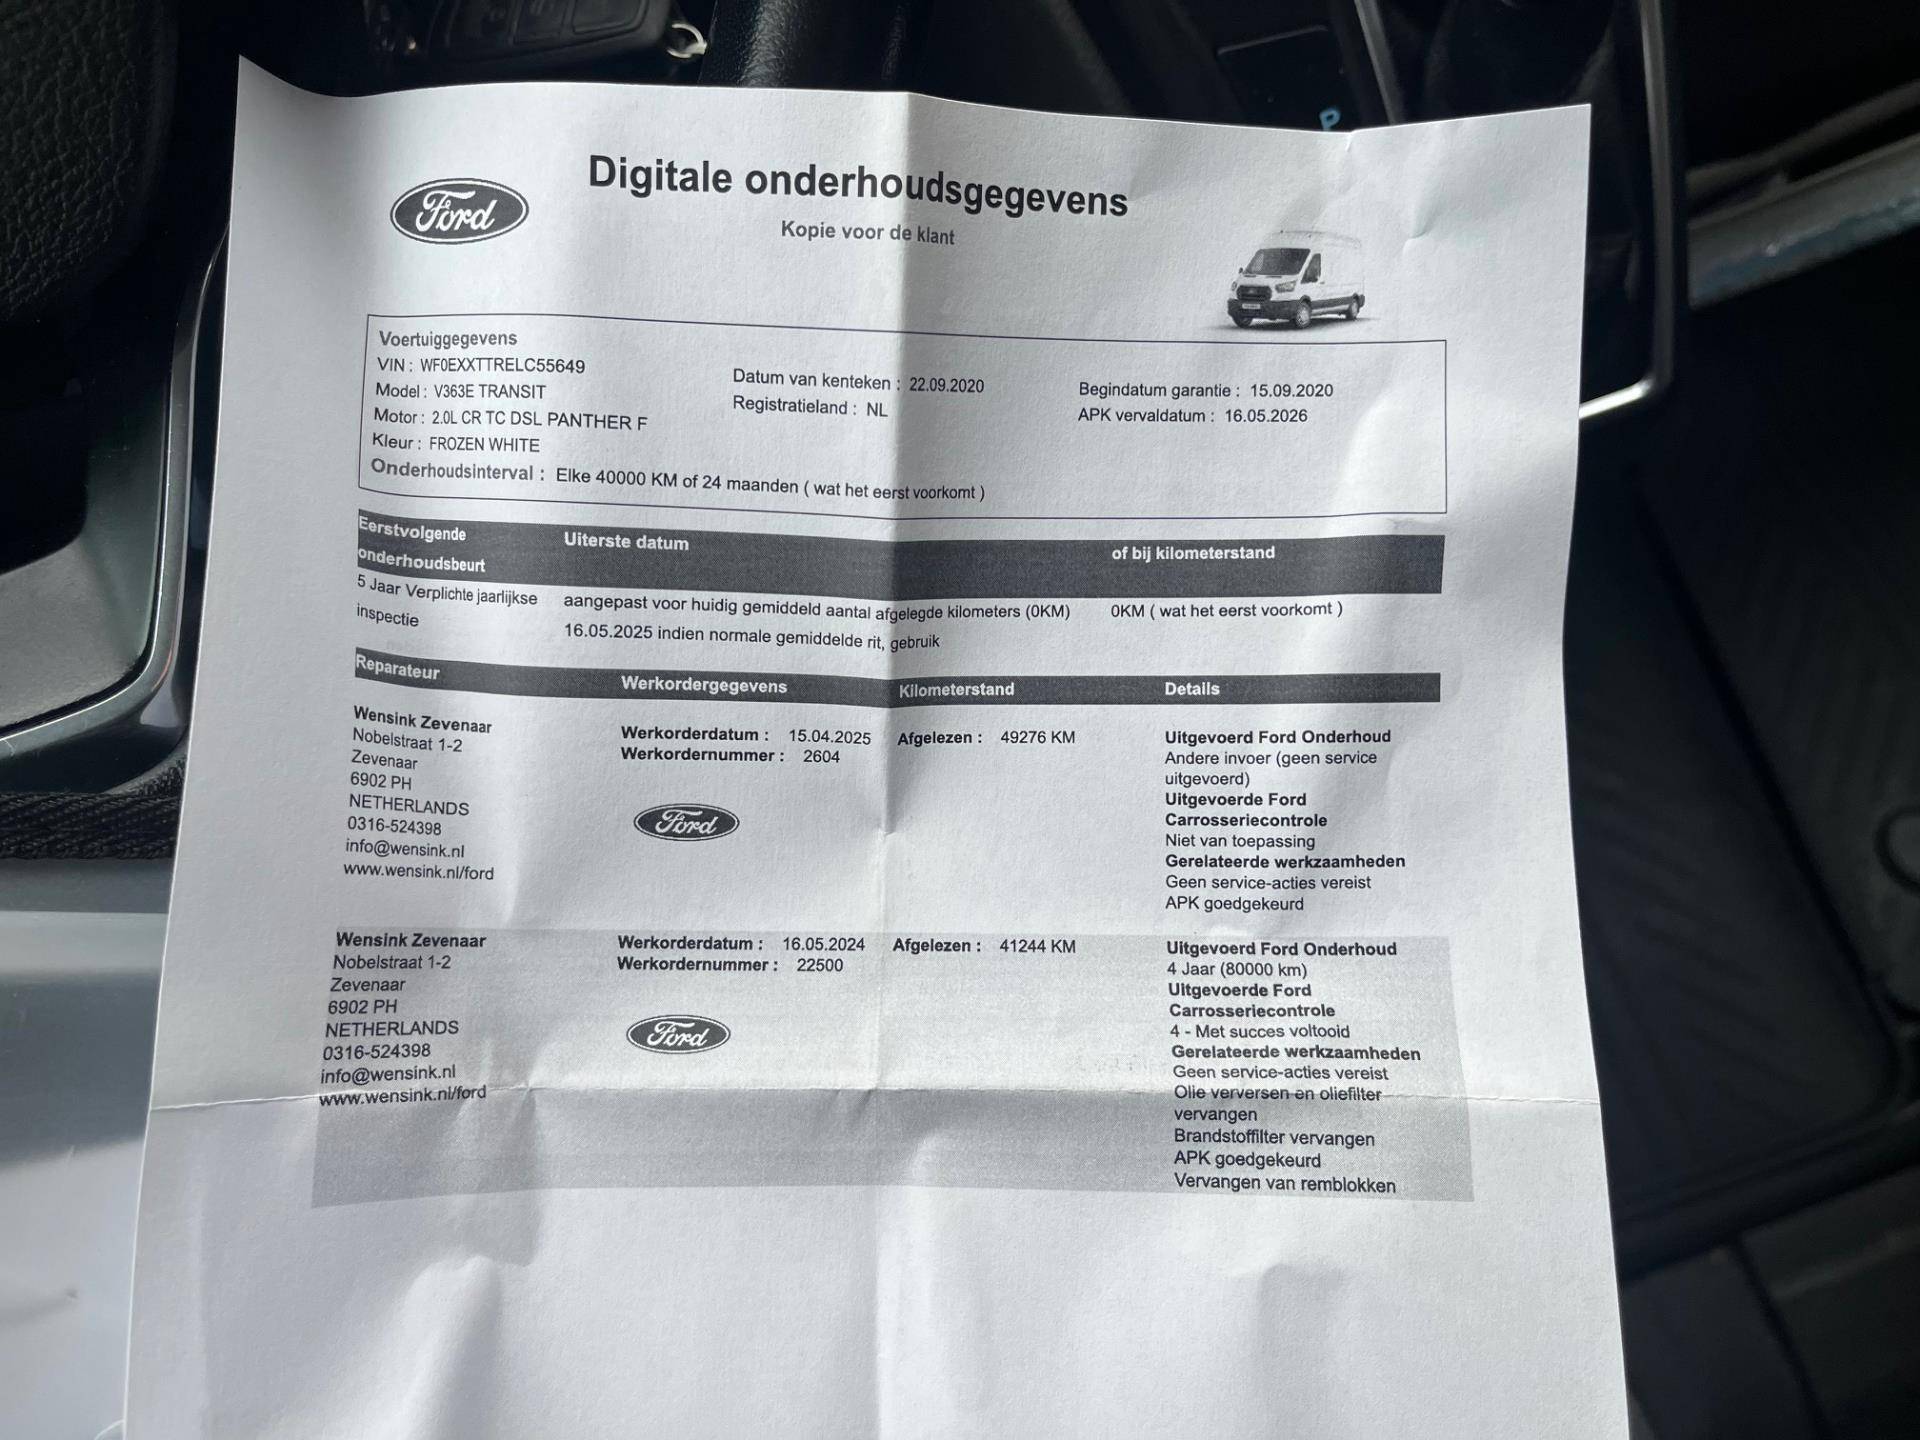 P
Ford
Digitale onderhoudsgegevens
Kopie voor de klant
Voertuiggegevens
VIN : WF0EXXTTRELC55649
Model : V363E TRANSIT
Motor : 2.0L CR TC DSL PANTHER F
Kleur : FROZEN WHITE
Datum van kenteken : 22.09.2020
Registratieland : NL
Begindatum garantie : 15.09.2020
APK vervaldatum : 16.05.2026
Onderhoudsinterval : Elke 40000 KM of 24 maanden ( wat het eerst voorkomt )
Eerstvolgende
onderhoudsbeurt
Uiterste datum
of bij kilometerstand
5 Jaar Verplichte jaarlijkse
inspectie
aangepast voor huidig gemiddeld aantal afgelegde kilometers (0KM)
16.05.2025 indien normale gemiddelde rit, gebruik
0KM ( wat het eerst voorkomt )
Reparateur Werkordergegevens Kilometerstand Details
Wensink Zevenaar
Nobelstraat 1-2
Zevenaar
6902 PH
NETHERLANDS
0316-524398
info@wensink.nl
www.wensink.nl/ford
Werkorderdatum : 15.04.2025
Werkordernummer : 2604
Ford
Afgelezen : 49276 KM
Uitgevoerd Ford Onderhoud
Andere invoer (geen service
uitgevoerd)
Uitgevoerde Ford
Carrosseriecontrole
Niet van toepassing
Gerelateerde werkzaamheden
Geen service-acties vereist
APK goedgekeurd
Wensink Zevenaar
Nobelstraat 1-2
Zevenaar
6902 PH
NETHERLANDS
0316-524398
info@wensink.nl
www.wensink.nl/ford
Werkorderdatum : 16.05.2024
Werkordernummer : 22500
Ford
Afgelezen : 41244 KM
Uitgevoerd Ford Onderhoud
4 Jaar (80000 km)
Uitgevoerde Ford
Carrosseriecontrole
4 - Met succes voltooid
Gerelateerde werkzaamheden
Geen service-acties vereist
Olie verversen en oliefilter
vervangen
Brandstoffilter vervangen
APK goedgekeurd
Vervangen van remblokken